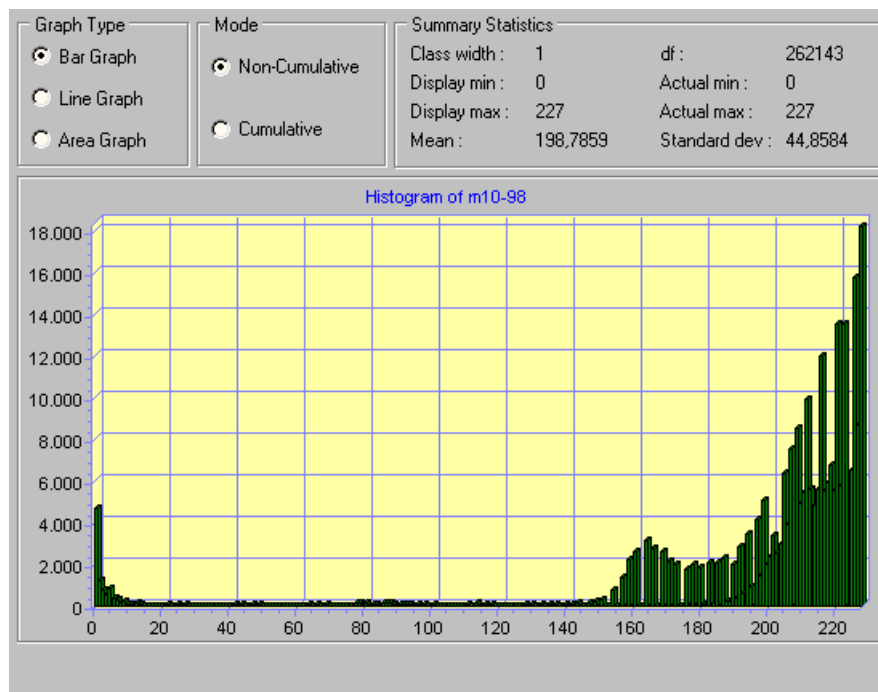 Graph Type
Bar Graph
Line Graph
Area Graph
Mode
Non-Cumulative
Cumulative
Summary Statistics
Class width : 1 df : 262143
Display min : 0 Actual min : 0
Display max : 227 Actual max : 227
Mean : 198,7859 Standard dev : 44,8584
Histogram of m10-98
18.000
16.000
14.000
12.000
10.000
8.000
6.000
4.000
2.000
0
0 20 40 60 80 100 120 140 160 180 200 220